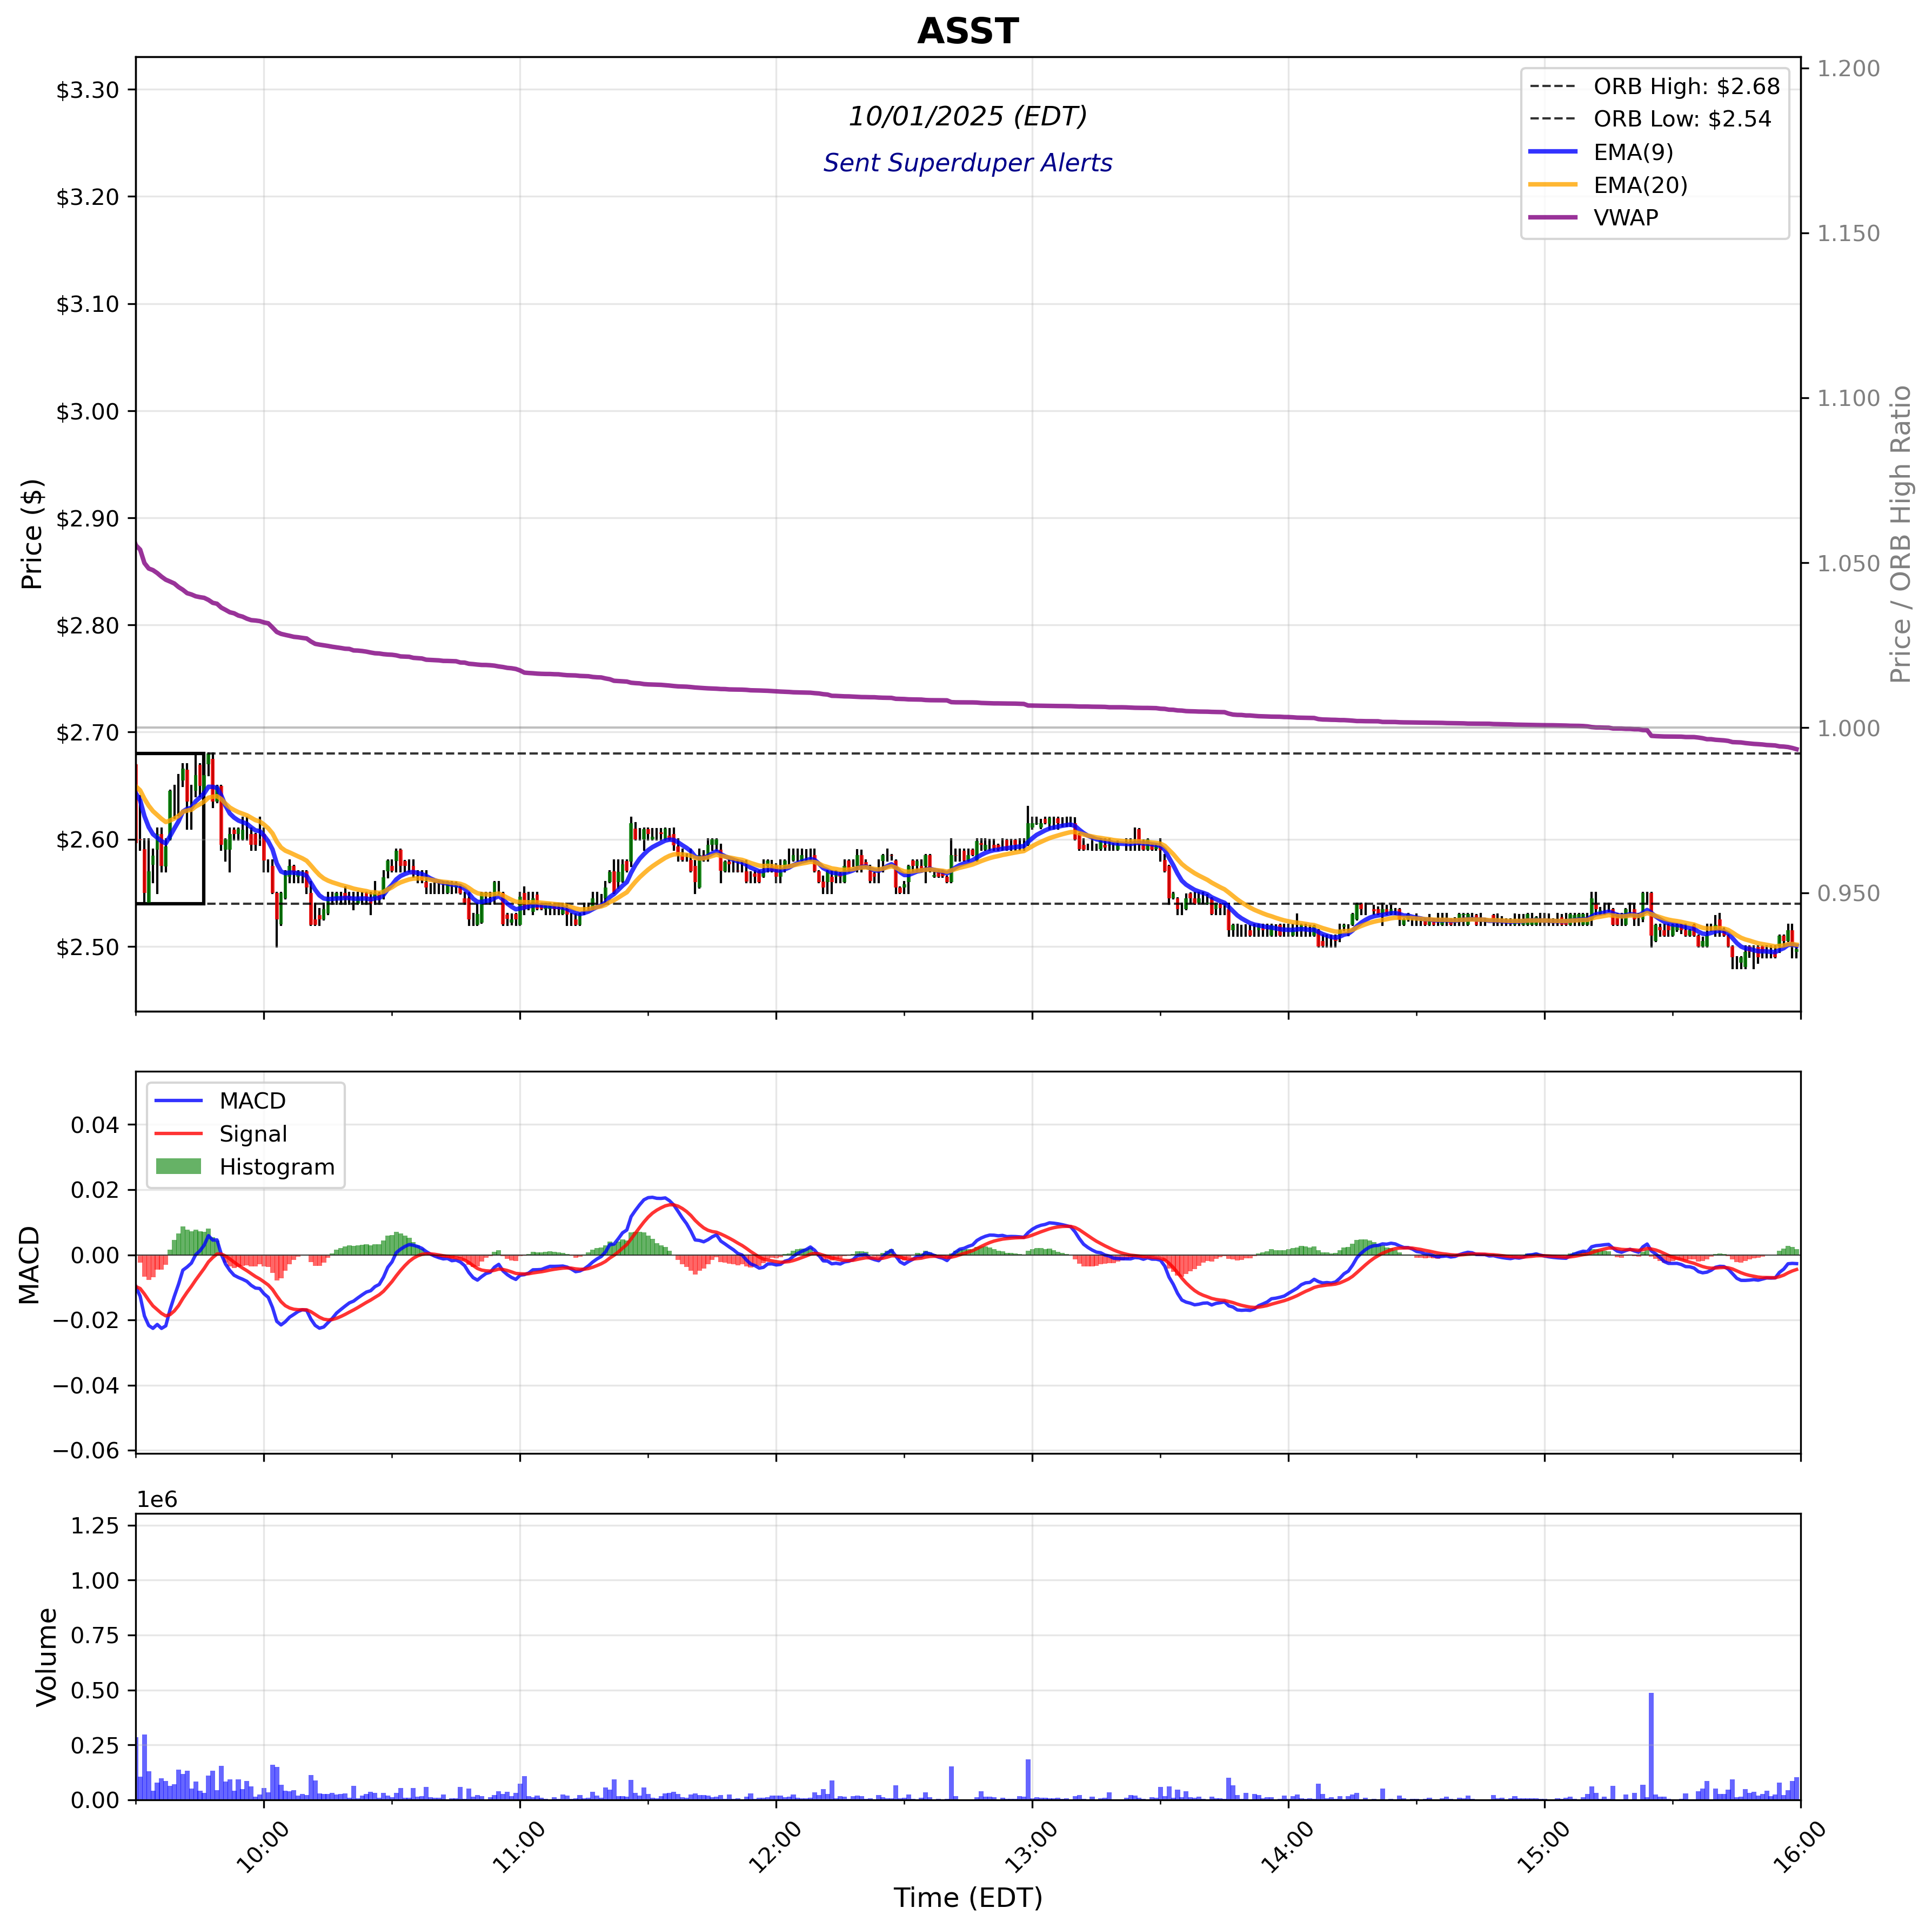 ASST
10/01/2025 (EDT)
Sent Superduper Alerts
ORB High: $2.68
ORB Low: $2.54
EMA(9)
EMA(20)
VWAP
$3.30
$3.20
$3.10
$3.00
$2.90
$2.80
$2.70
$2.60
$2.50
Price ($)
1.200
1.150
1.100
1.050
1.000
0.950
Price / ORB High Ratio
MACD
Signal
Histogram
0.04
0.02
0.00
−0.02
−0.04
−0.06
MACD
1e6
1.25
1.00
0.75
0.50
0.25
0.00
Volume
10:00
11:00
12:00
13:00
14:00
15:00
16:00
Time (EDT)